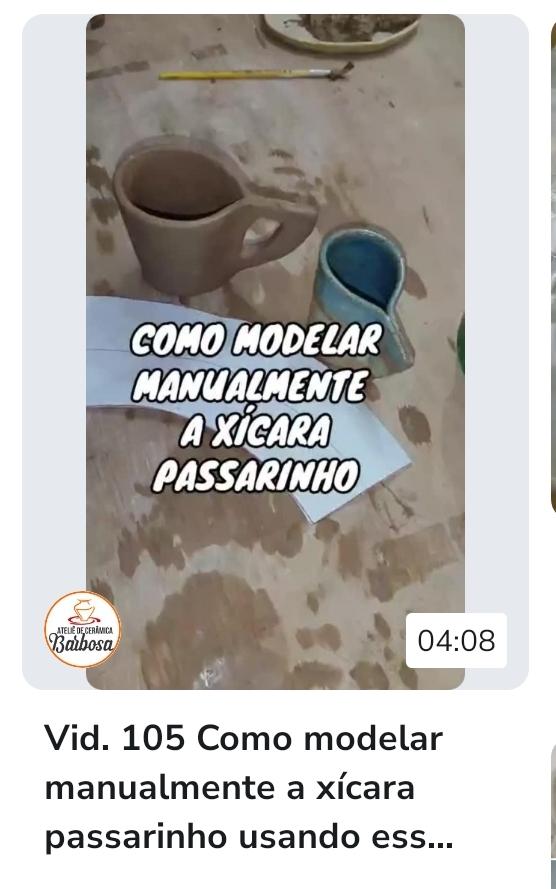 COMO MODELAR
MANUALMENTE
A XÍCARA
PASSARINHO
ATELIÊ DE CERÂMICA
Barbosa
04:08
Vid. 105 Como modelar
manualmente a xícara
passarinho usando ess...